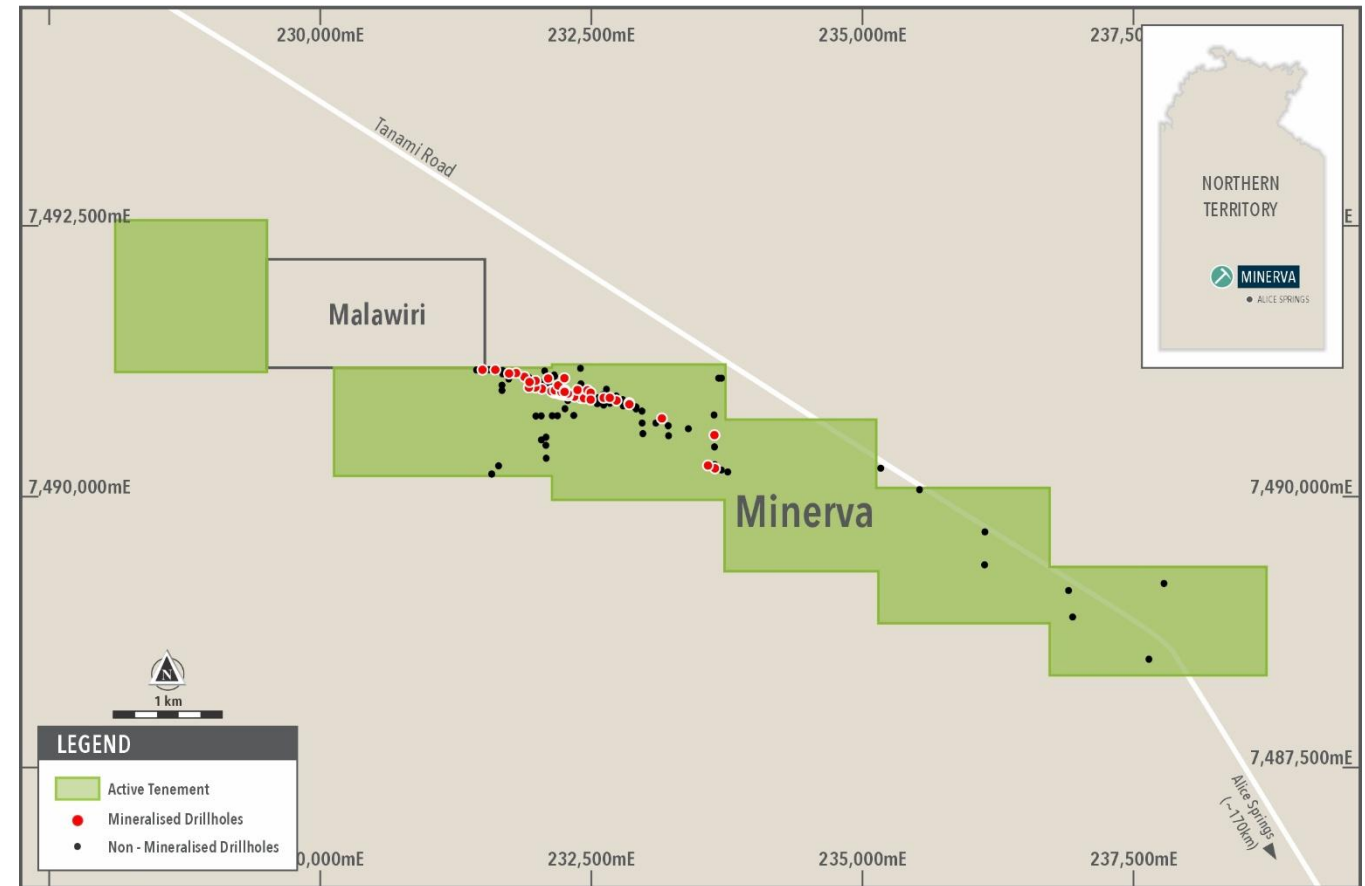 230,000mE
232,500mE
235,000mE
237,50
Tanami Road
NORTHERN
TERRITORY
MINERVA
ALICE SPRINGS
7,492,500mE
E
Malawiri
7,490,000mE
7,490,000mE
Minerva
N
1 km
LEGEND
Active Tenement
Mineralised Drillholes
Non - Mineralised Drillholes
7,487,500mE
Alice Springs
(~170km)
0,000mE
232,500mE
235,000mE
237,500mE